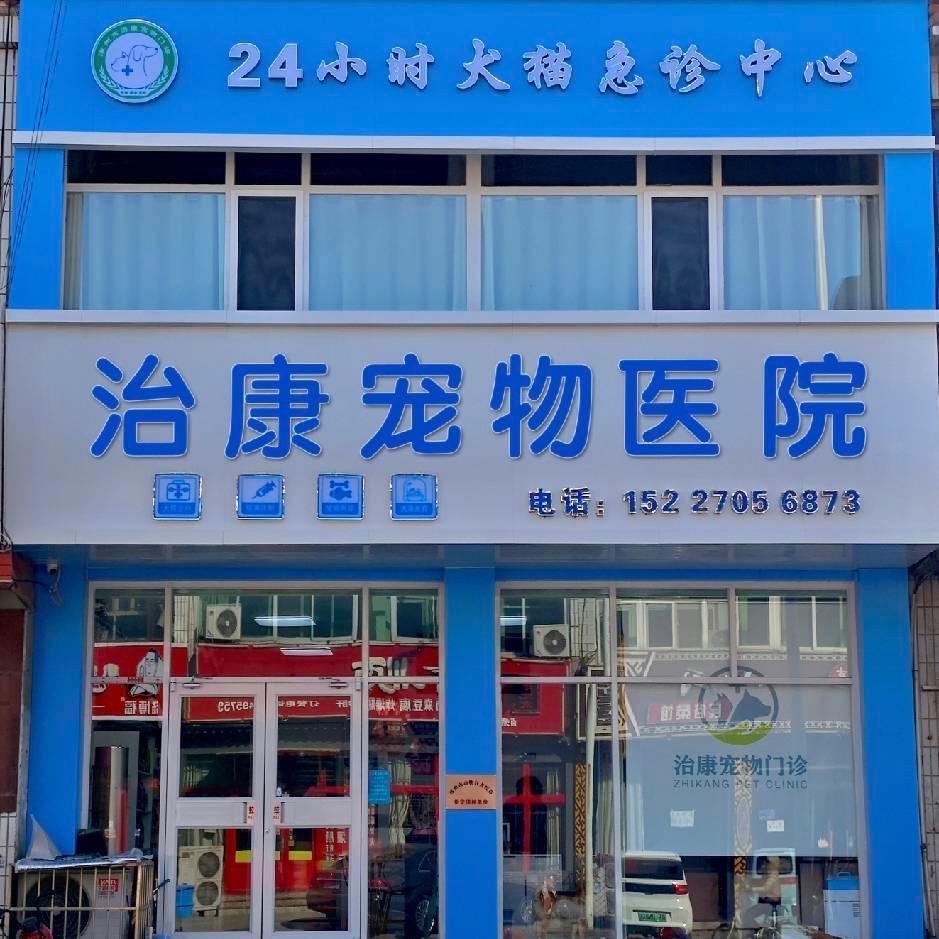 24小时犬猫急诊中心
治康宠物医院
电话：152 2705 6873
治康宠物门诊
ZHIKANG PET CLINIC